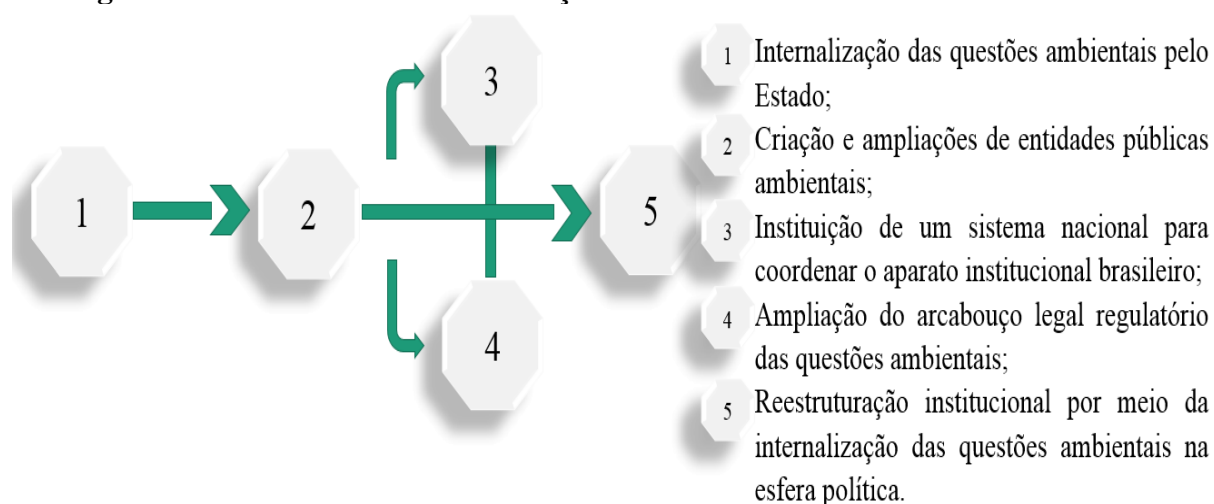 1
2
3
4
5
1 Internalização das questões ambientais pelo
Estado;
2 Criação e ampliações de entidades públicas
ambientais;
3 Instituição de um sistema nacional para
coordenar o aparato institucional brasileiro;
4 Ampliação do arcabouço legal regulatório
das questões ambientais;
5 Reestruturação institucional por meio da
internalização das questões ambientais na
esfera política.